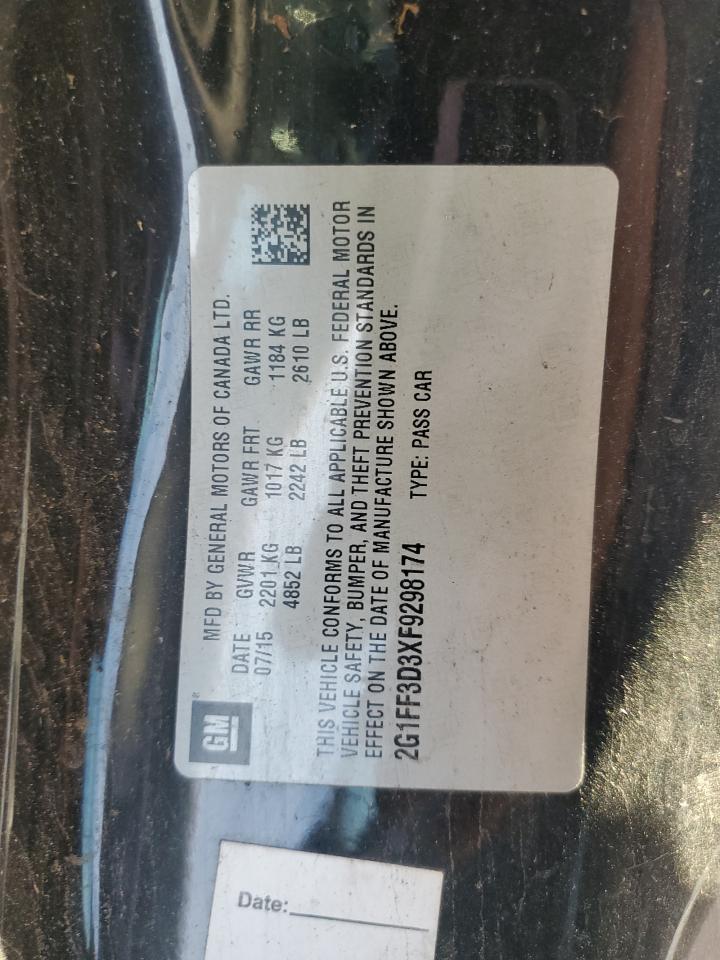 GM
MFD BY GENERAL MOTORS OF CANADA LTD.
DATE GVWR GAWR FRT GAWR RR
07/15 2201 KG 1017 KG 1184 KG
4852 LB 2242 LB 2610 LB
THIS VEHICLE CONFORMS TO ALL APPLICABLE U.S. FEDERAL MOTOR
VEHICLE SAFETY, BUMPER, AND THEFT PREVENTION STANDARDS IN
EFFECT ON THE DATE OF MANUFACTURE SHOWN ABOVE.
2G1FF3D3XF9298174 TYPE: PASS CAR
Date: